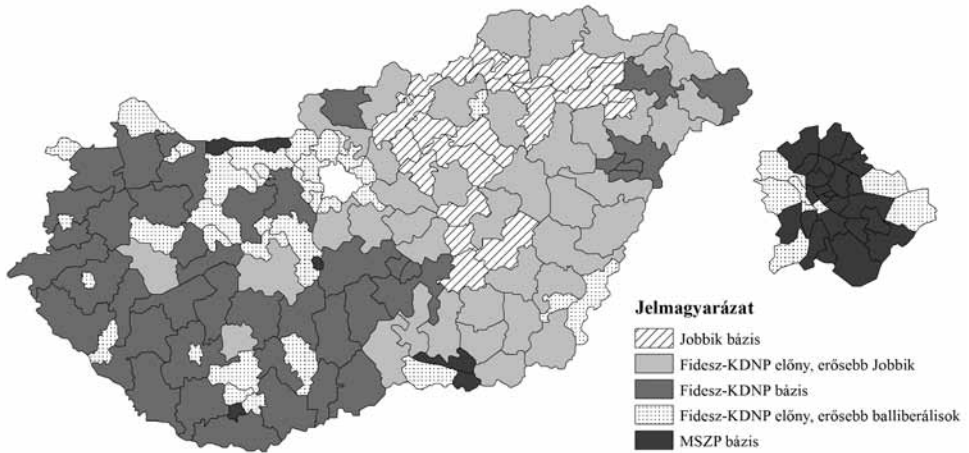 Jelmagyarázat
Jobbik bázis
Fidesz-KDNP előny, erősebb Jobbik
Fidesz-KDNP bázis
Fidesz-KDNP előny, erősebb balliberálisok
MSZP bázis